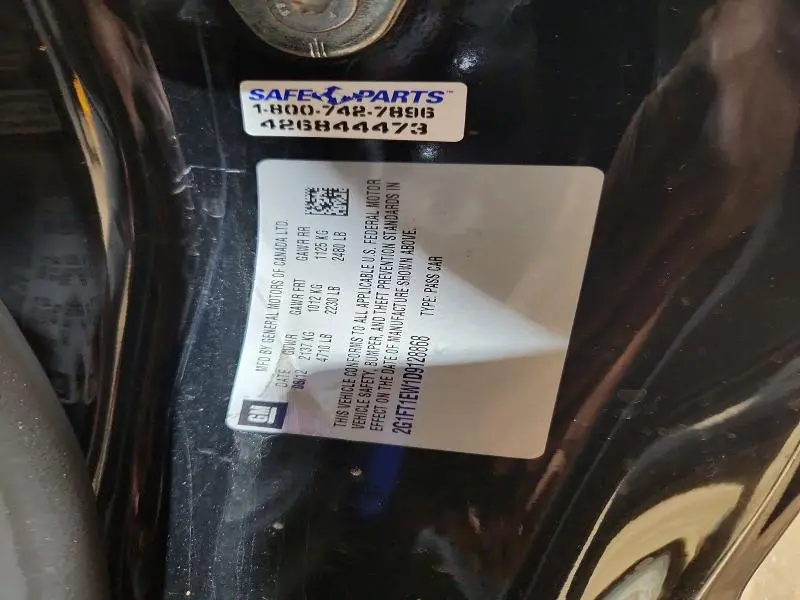 SAFE PARTS™
1-800-742-7896
426844473
GM
MFD BY GENERAL MOTORS OF CANADA LTD.
DATE GVWR GAWR FRT GAWR RR
08/12 2137 KG 1012 KG 1125 KG
4710 LB 2230 LB 2480 LB
THIS VEHICLE CONFORMS TO ALL APPLICABLE U.S. FEDERAL MOTOR
VEHICLE SAFETY, BUMPER, AND THEFT PREVENTION STANDARDS IN
EFFECT ON THE DATE OF MANUFACTURE SHOWN ABOVE.
2G1FT1EW1D9128868 TYPE: PASS CAR